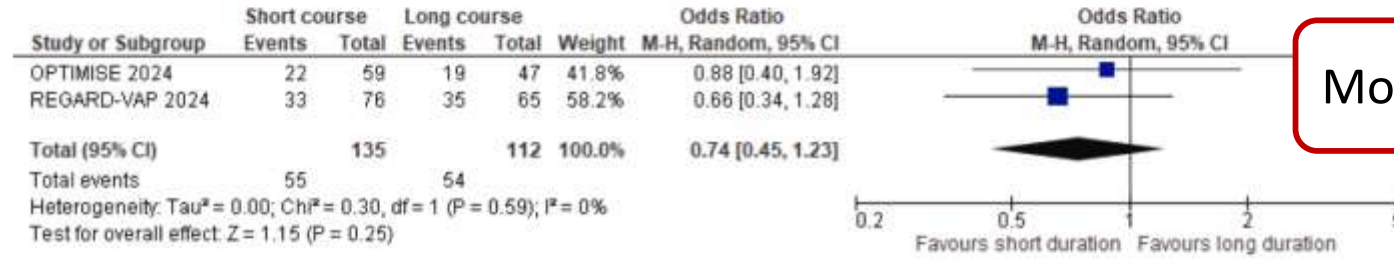 Short course Long course Odds Ratio Odds Ratio
Study or Subgroup Events Total Events Total Weight M-H, Random, 95% CI M-H, Random, 95% CI
OPTIMISE 2024 22 59 19 47 41.8% 0.88 [0.40, 1.92]
REGARD-VAP 2024 33 76 35 65 58.2% 0.66 [0.34, 1.28]
Mo
Total (95% CI) 135 112 100.0% 0.74 [0.45, 1.23]
Total events 55 54
Heterogeneity: Tau² = 0.00; Chi² = 0.30, df = 1 (P = 0.59); I² = 0%
Test for overall effect: Z = 1.15 (P = 0.25)
0.2 0.5 1 2
Favours short duration Favours long duration